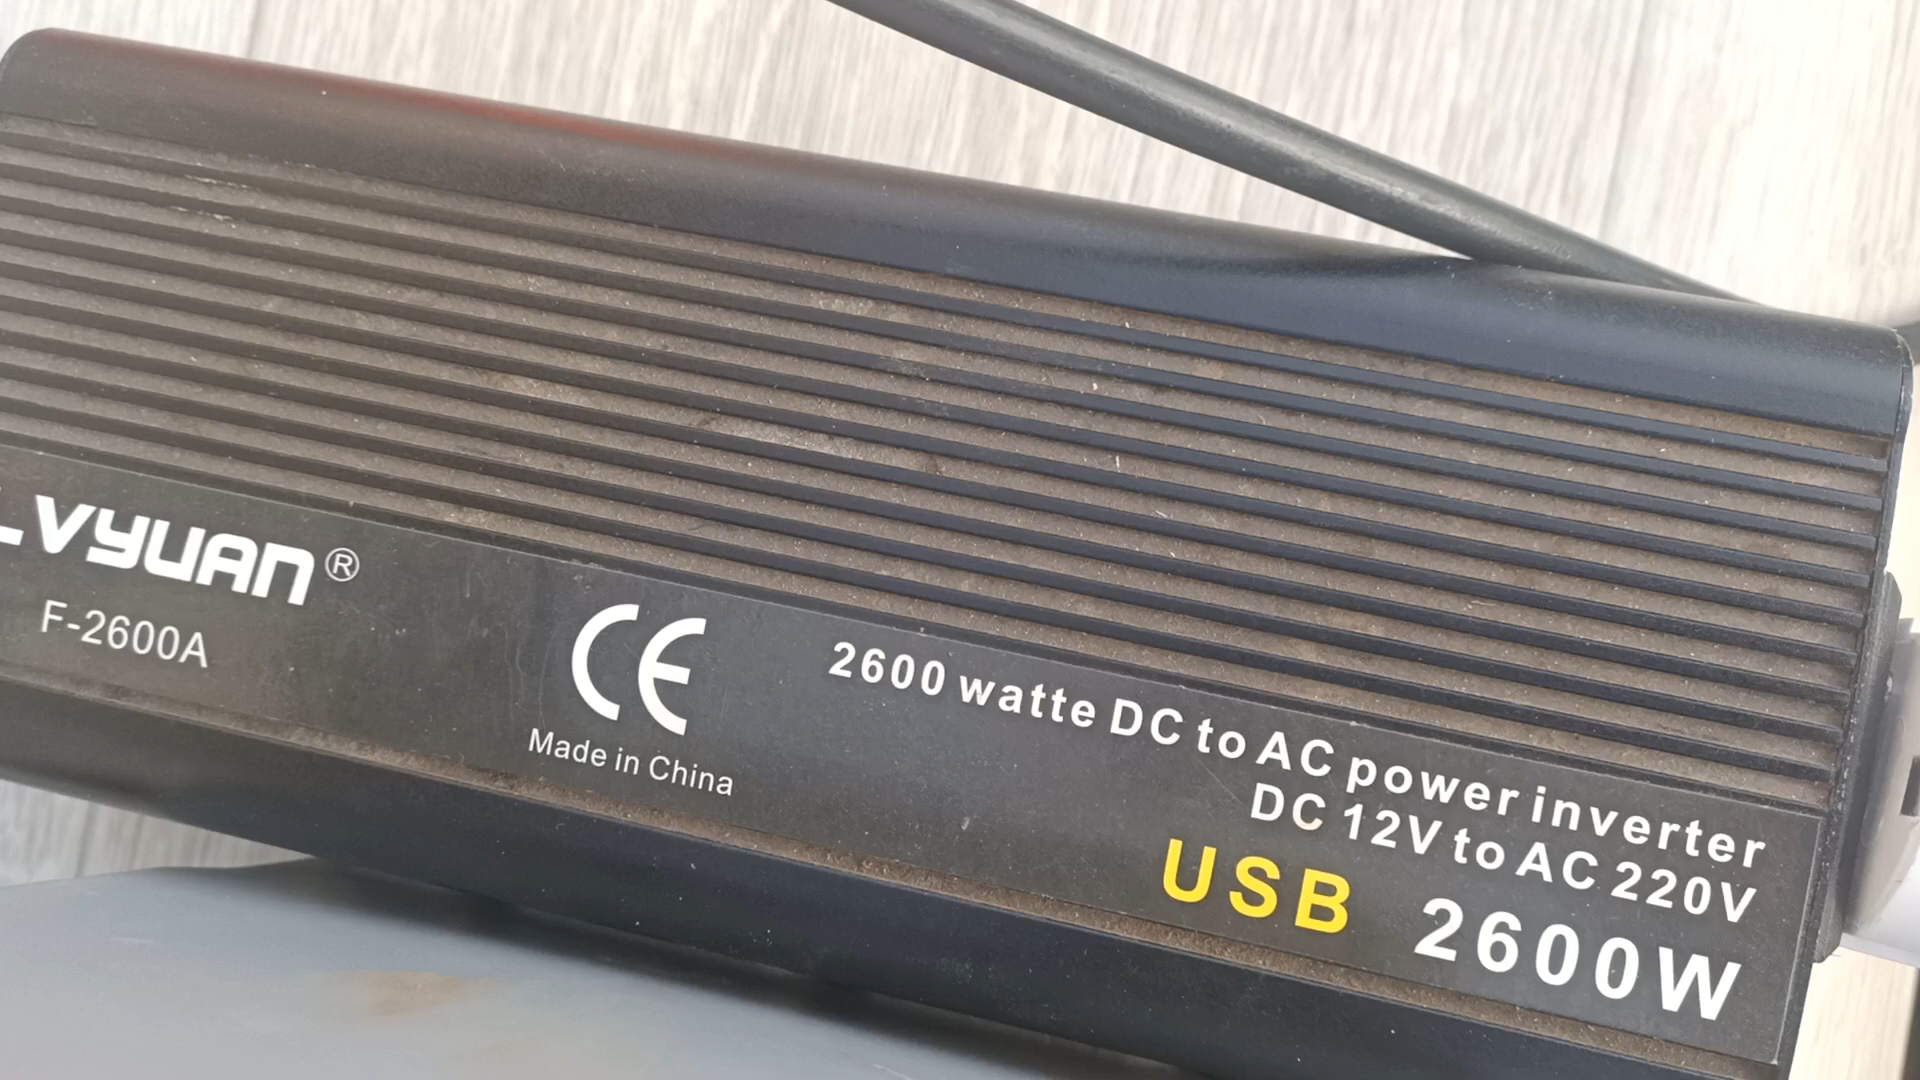 LVYUAN®
F-2600A
CE
Made in China
2600 watte DC to AC power inverter
DC 12V to AC 220V
USB 2600W